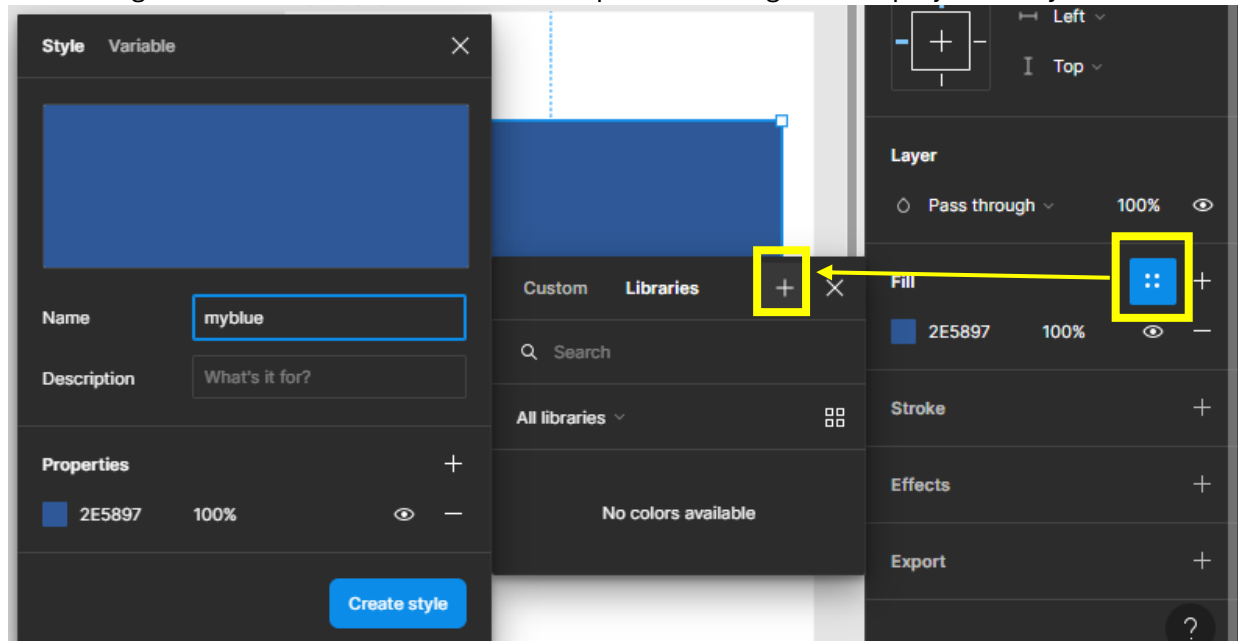 Style Variable
Name myblue
Description What's it for?
Properties
2E5897 100%
Create style
Custom Libraries
Search
All libraries
No colors available
Left
Top
Layer
Pass through 100%
Fill
2E5897 100%
Stroke
Effects
Export
?